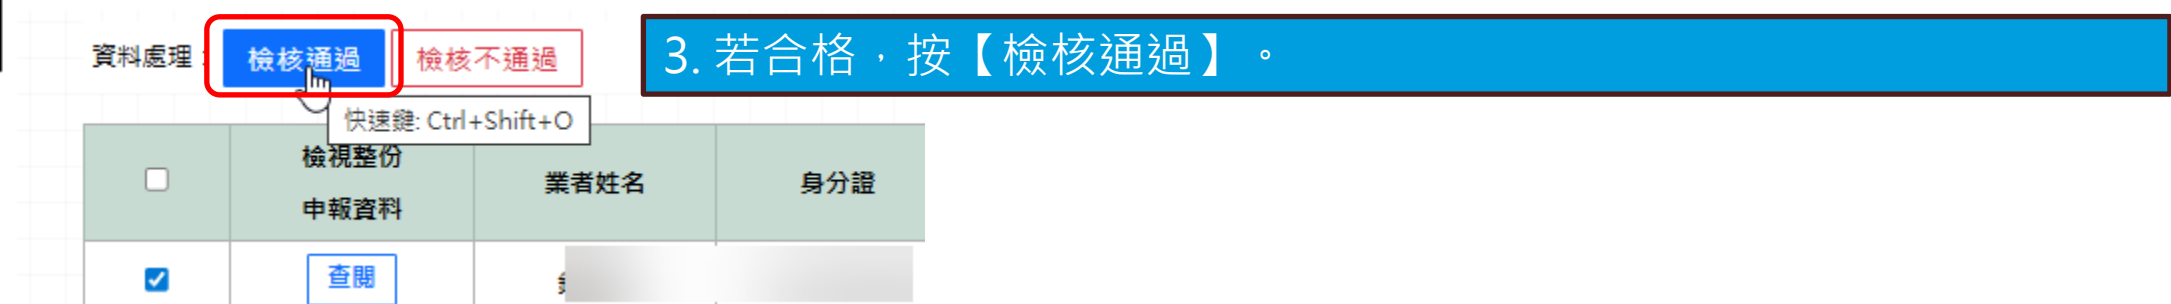 資料處理：
檢核通過
檢核不通過
3. 若合格，按【檢核通過】。
快速鍵: Ctrl+Shift+O
檢視整份
申報資料
業者姓名
身分證
查閱